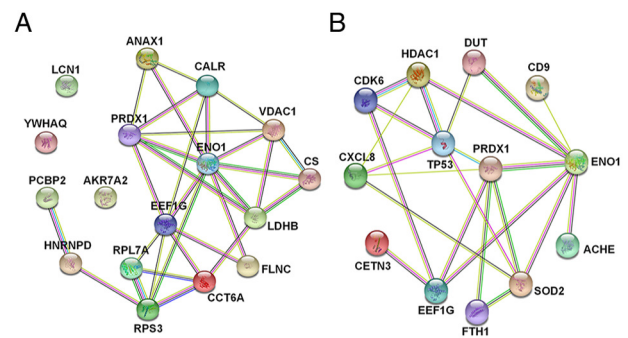 A
ANAX1
LCN1
CALR
YWHAQ
PRDX1
VDAC1
ENO1
CS
PCBP2
AKR7A2
EEF1G
LDHB
HNRNPD
RPL7A
FLNC
CCT6A
RPS3
B
DUT
HDAC1
CD9
CDK6
CXCL8
TP53
PRDX1
ENO1
CETN3
ACHE
EEF1G
SOD2
FTH1